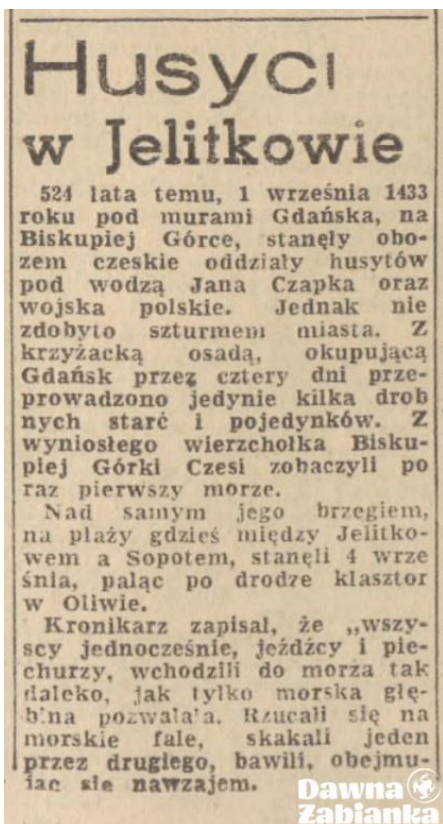 Husyci
w Jelitkowie
524 lata temu, 1 września 1433
roku pod murami Gdańska, na
Biskupiej Górce, stanęły obo-
zem czeskie oddziały husytów
pod wodzą Jana Czapka oraz
wojska polskie. Jednak nie
zdobyto szturmem miasta. Z
krzyżacką osadą, okupującą
Gdańsk przez cztery dni prze-
prowadzono jedynie kilka drob
nych starć i pojedynków. Z
wyniosłego wierzchołka Bisku-
piej Górki Czesi zobaczyli po
raz pierwszy morze.
Nad samym jego brzegiem,
na plaży gdzieś między Jelitko-
wem a Sopotem, stanęli 4 wrze
śnia, paląc po drodze klasztor
w Oliwie.
Kronikarz zapisał, że „wszy-
scy jednocześnie, jeźdźcy i pie-
churzy, wchodzili do morza tak
daleko, jak tylko morska głę-
bina pozwalała. Rzucali się na
morskie fale, skakali jeden
przez drugiego, bawili, obejmu-
jąc się nawzajem.
Dawna
Żabianka